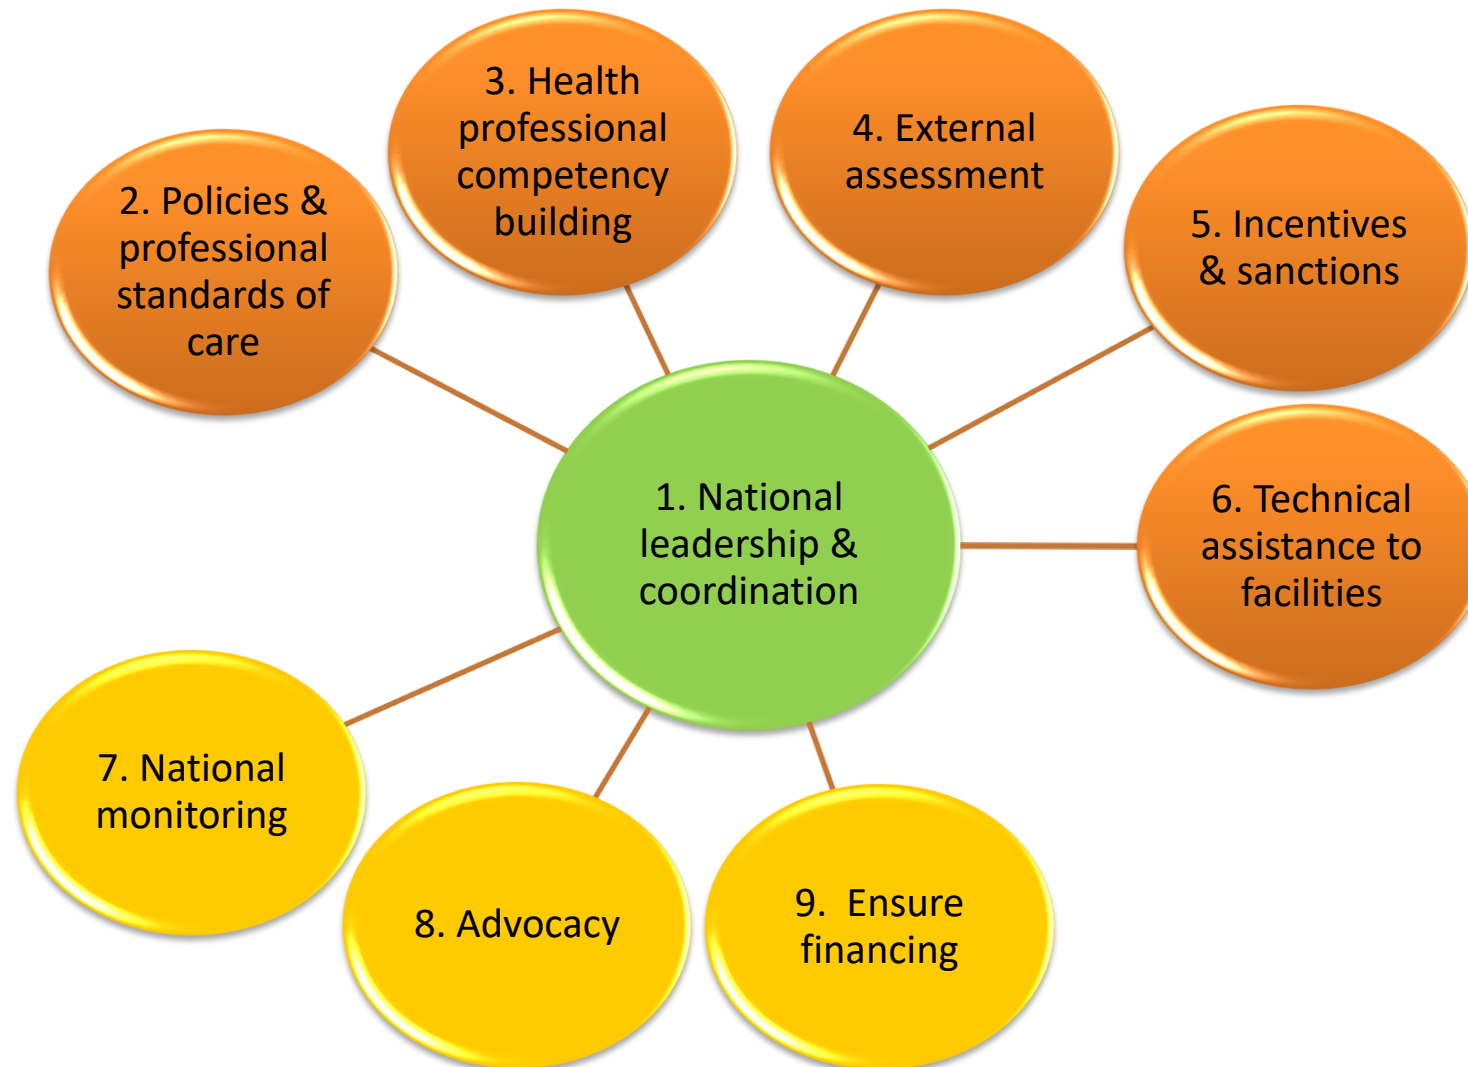 3. Health
professional
competency
building
4. External
assessment
2. Policies &
professional
standards of
care
5. Incentives
& sanctions
1. National
leadership &
coordination
6. Technical
assistance to
facilities
7. National
monitoring
8. Advocacy
9. Ensure
financing